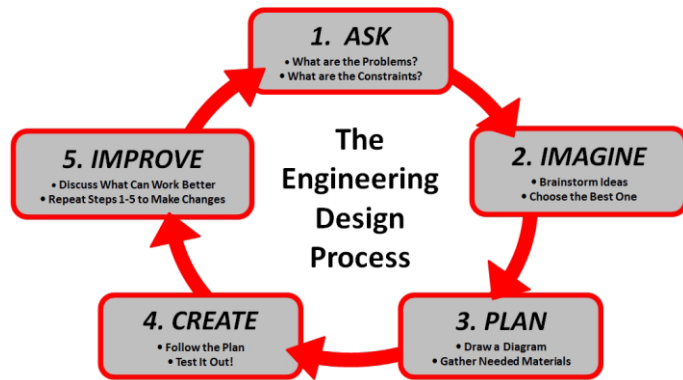 1. ASK
• What are the Problems?
• What are the Constraints?
2. IMAGINE
• Brainstorm Ideas
• Choose the Best One
3. PLAN
• Draw a Diagram
• Gather Needed Materials
4. CREATE
• Follow the Plan
• Test It Out!
5. IMPROVE
• Discuss What Can Work Better
• Repeat Steps 1-5 to Make Changes
The
Engineering
Design
Process